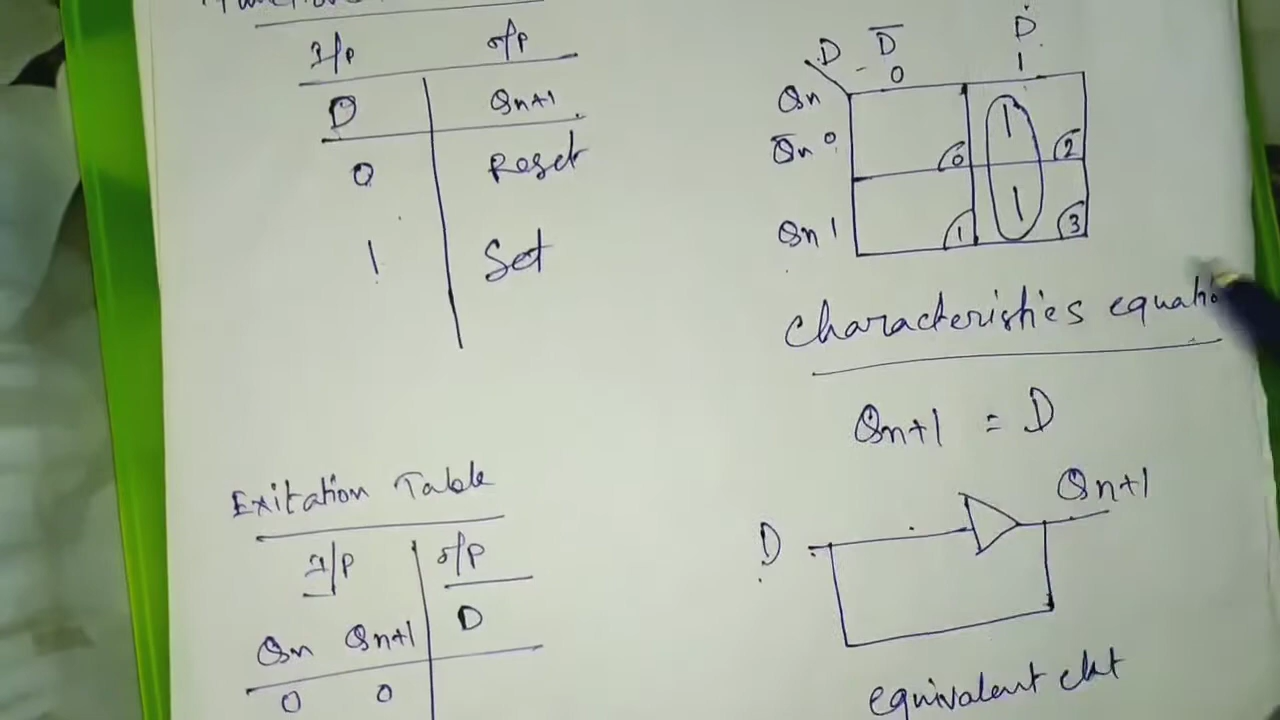 I/P O/P
D Qn+1
0 Reset
1 Set
Exitation Table
I/P O/P
Qn Qn+1 D
0 0
D D̅ D
0 1
Qn
Q̅n 0 1 0 2
Qn 1 1 1 3
Characteristics equatio
Qn+1 = D
D Qn+1
equivalent ckt